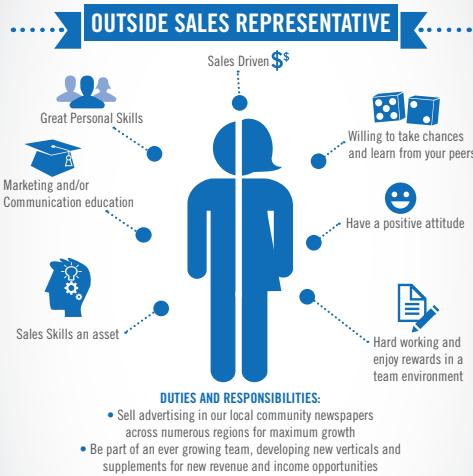 OUTSIDE SALES REPRESENTATIVE
Sales Driven $$
Great Personal Skills
Willing to take chances
and learn from your peers
Marketing and/or
Communication education
Have a positive attitude
Sales Skills an asset
Hard working and
enjoy rewards in a
team environment
DUTIES AND RESPONSIBILITIES:
• Sell advertising in our local community newspapers
across numerous regions for maximum growth
• Be part of an ever growing team, developing new verticals and
supplements for new revenue and income opportunities